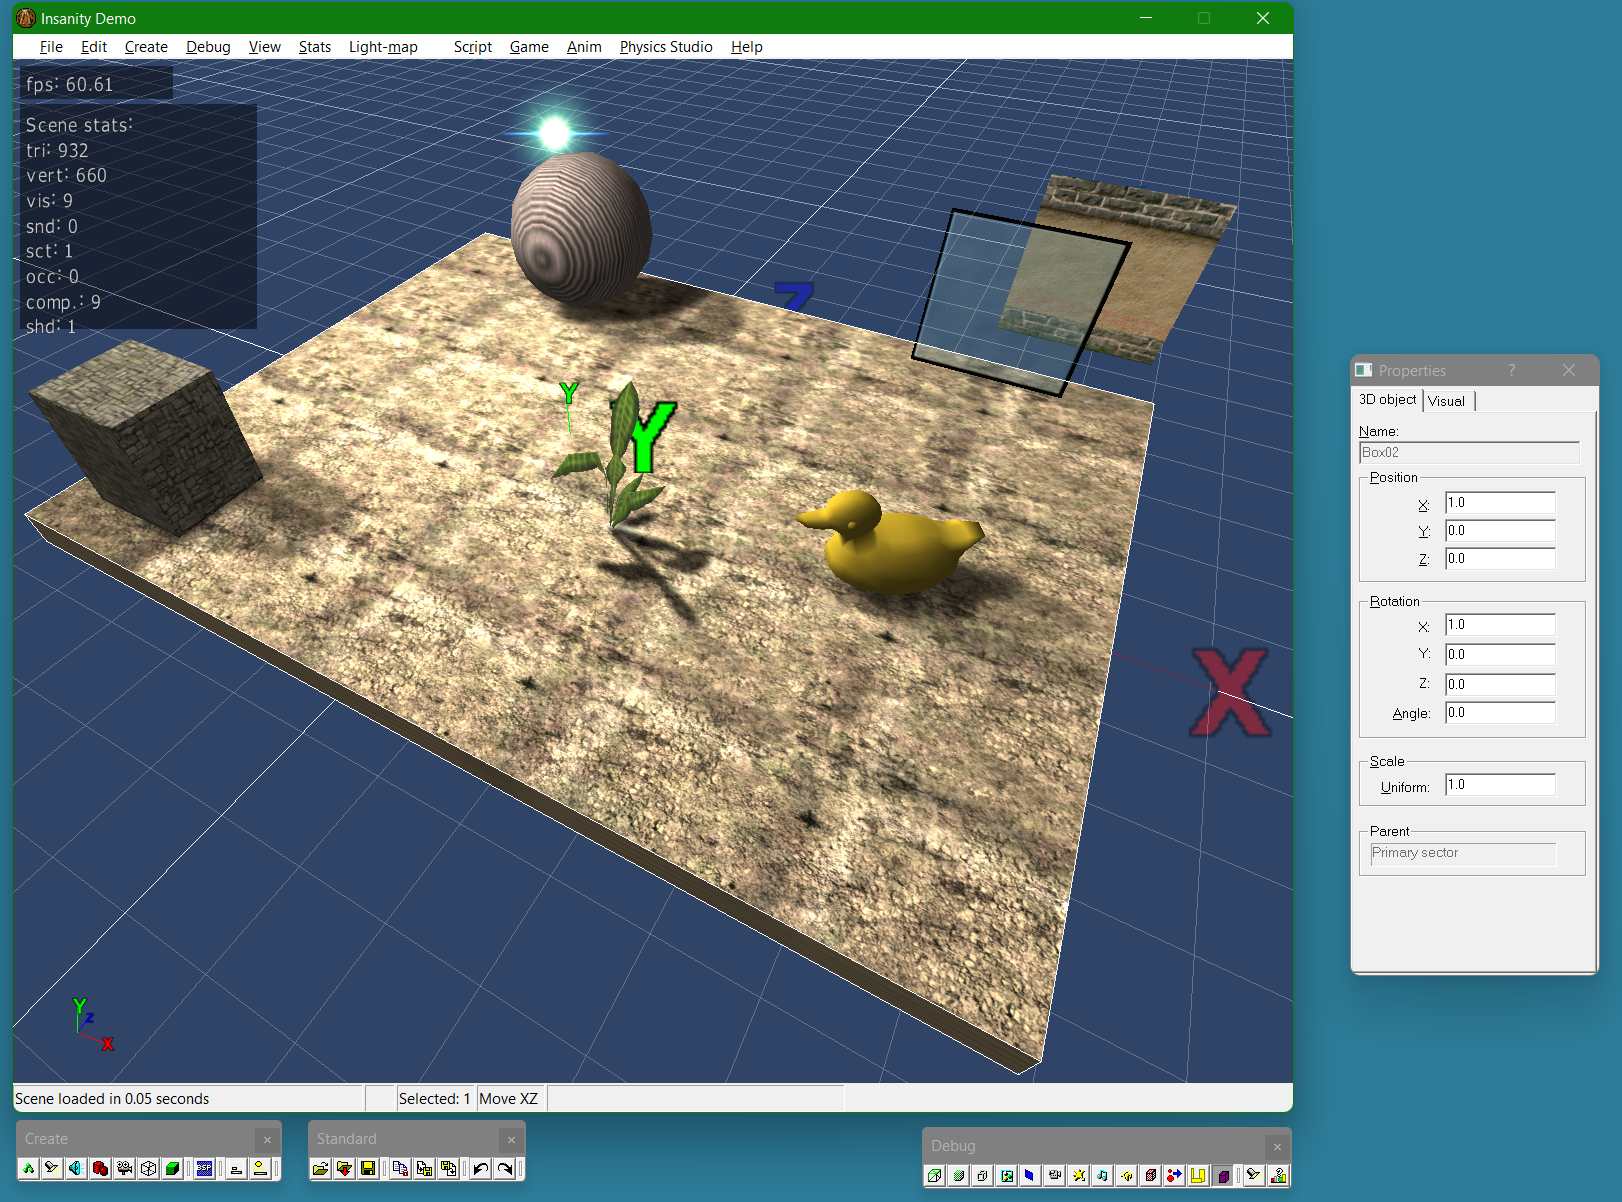 Insanity Demo
File Edit Create Debug View Stats Light-map Script Game Anim Physics Studio Help
fps: 60.61
Scene stats:
tri: 932
vert: 660
vis: 9
snd: 0
sct: 1
occ: 0
comp.: 9
shd: 1
Z
Y
Y
X
Y
Z
X
Scene loaded in 0.05 seconds
Selected: 1
Move XZ
Properties
3D object
Visual
Name:
Box02
Position
X: 1.0
Y: 0.0
Z: 0.0
Rotation
X: 1.0
Y: 0.0
Z: 0.0
Angle: 0.0
Scale
Uniform: 1.0
Parent
Primary sector
Create
BSP
Standard
Debug